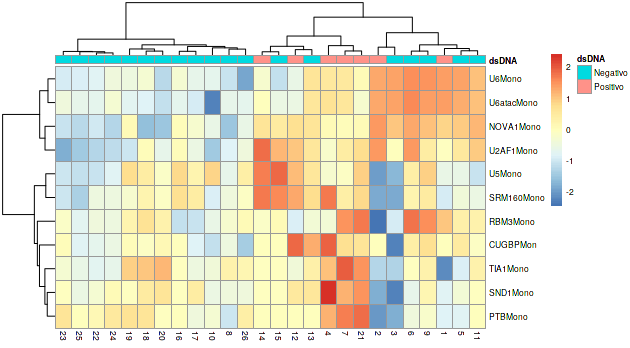 dsDNA
dsDNA
Negativo
Positivo
2
1
0
-1
-2
U6Mono
U6atacMono
NOVA1Mono
U2AF1Mono
U5Mono
SRM160Mono
RBM3Mono
CUGBPMon
TIA1Mono
SND1Mono
PTBMono
23 25 22 24 19 18 20 16 17 10 8 26 14 15 12 13 4 7 21 2 3 6 9 1 5 11